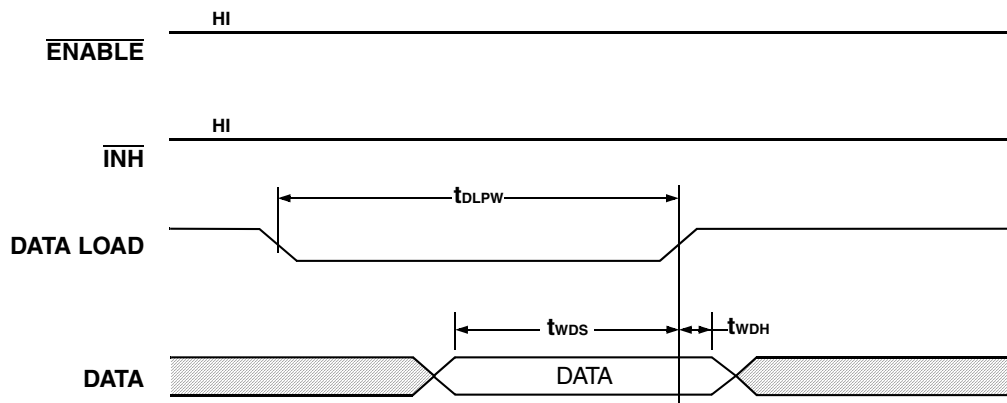 HI
ENABLE
HI
INH
tDLPW
DATA LOAD
tWDS
tWDH
DATA
DATA